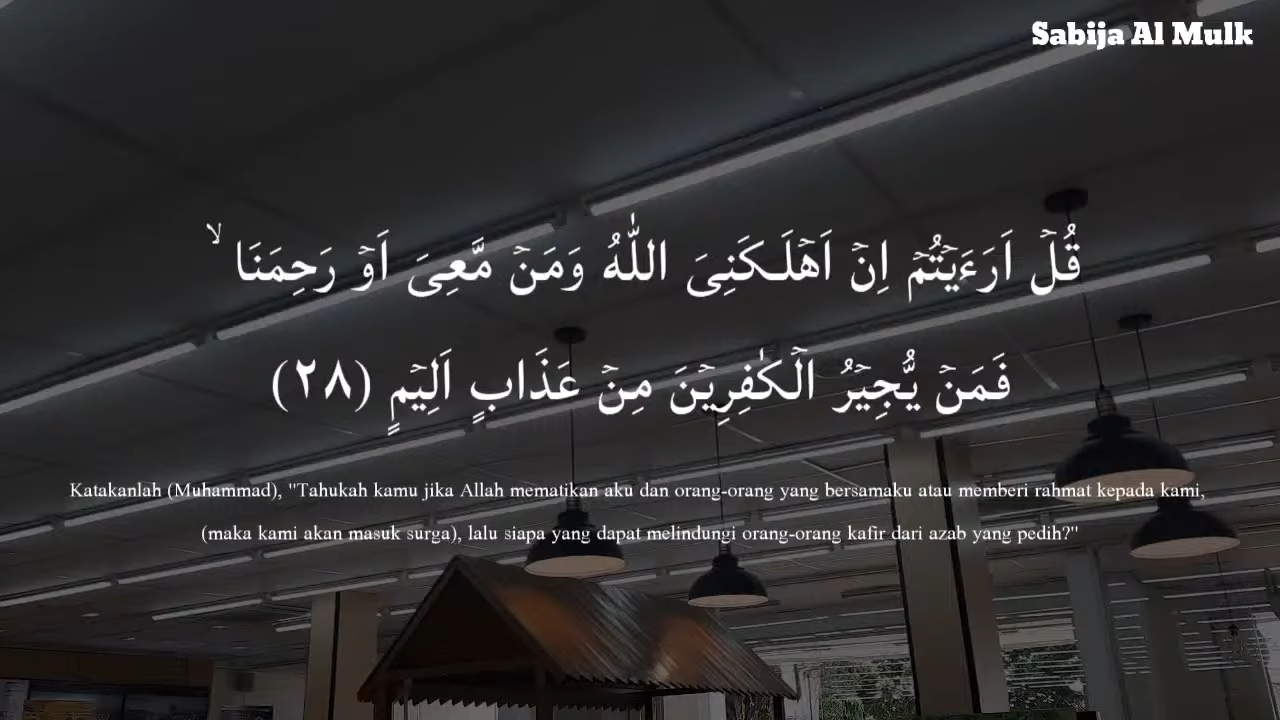 Sabija Al Mulk
قُلۡ اَرَءَيۡتُمۡ اِنۡ اَهۡلَـكَنِىَ اللّٰهُ وَمَنۡ مَّعِىَ اَوۡ رَحِمَنَا ۙ
فَمَنۡ يُّجِيۡرُ الۡكٰفِرِيۡنَ مِنۡ عَذَابٍ اَلِيۡمٍ (٢٨)
Katakanlah (Muhammad), "Tahukah kamu jika Allah mematikan aku dan orang-orang yang bersamaku atau memberi rahmat kepada kami,
(maka kami akan masuk surga), lalu siapa yang dapat melindungi orang-orang kafir dari azab yang pedih?"